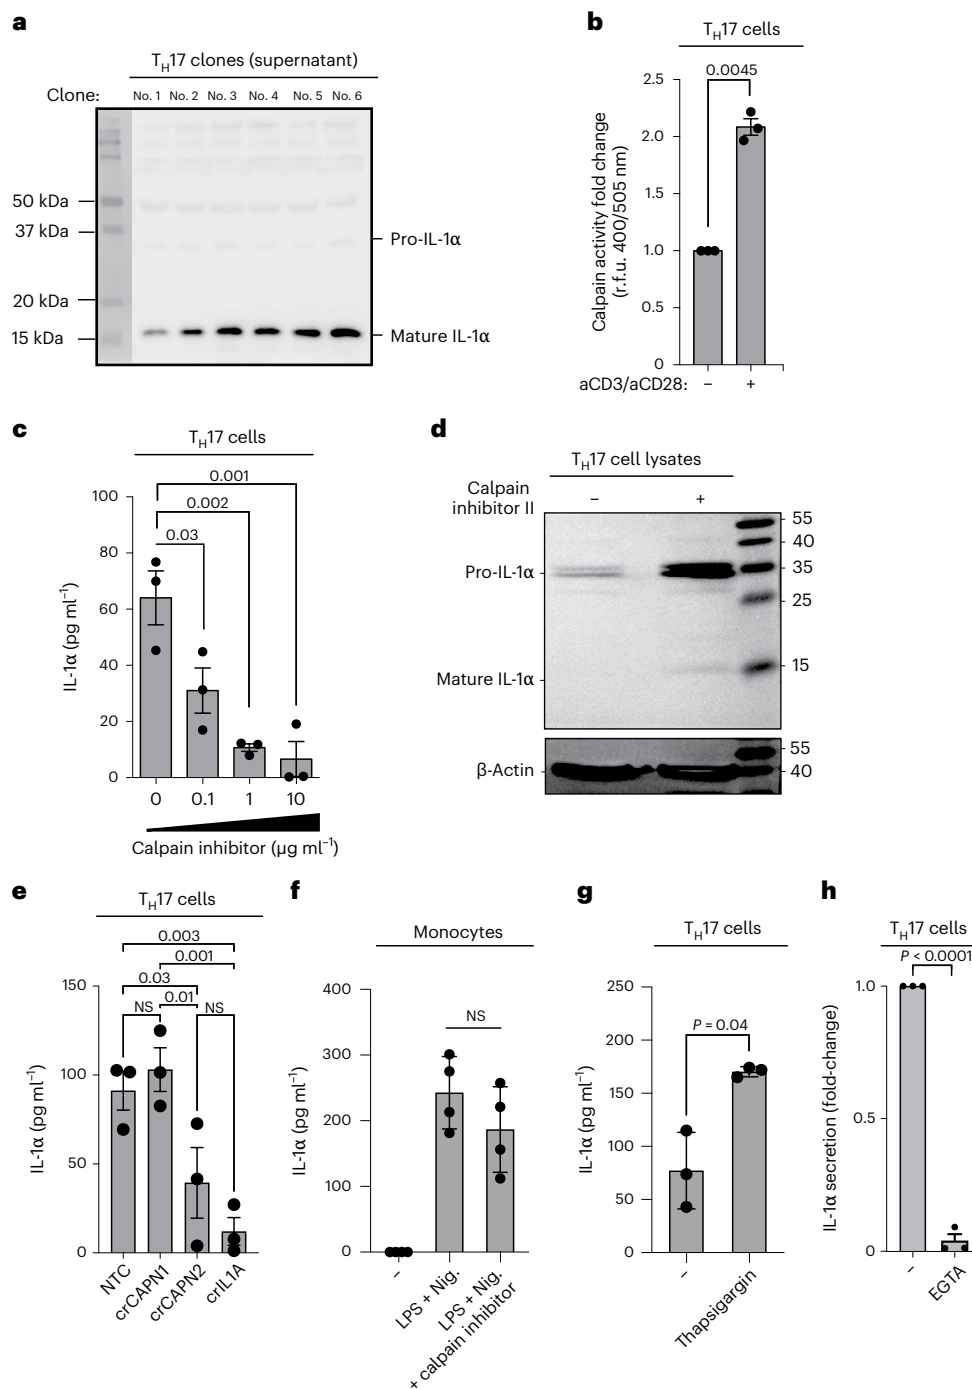 a
T_H17 clones (supernatant)
Clone: No. 1 No. 2 No. 3 No. 4 No. 5 No. 6
50 kDa
37 kDa
Pro-IL-1α
20 kDa
15 kDa
Mature IL-1α
b
T_H17 cells
0.0045
2.5
2.0
1.5
1.0
0.5
0
Calpain activity fold change
(r.f.u. 400/505 nm)
aCD3/aCD28: – +
c
T_H17 cells
0.001
0.002
0.03
100
80
60
40
20
0
IL-1α (pg ml⁻¹)
0 0.1 1 10
Calpain inhibitor (μg ml⁻¹)
d
T_H17 cell lysates
Calpain
inhibitor II
– +
55
40
Pro-IL-1α
35
25
15
Mature IL-1α
55
β-Actin
40
e
T_H17 cells
0.003
0.001
0.03
0.01
NS
NS
150
100
50
0
IL-1α (pg ml⁻¹)
NTC
crCAPN1
crCAPN2
crIL1A
f
Monocytes
NS
400
300
200
100
0
IL-1α (pg ml⁻¹)
–
LPS + Nig.
LPS + Nig.
+ calpain inhibitor
g
T_H17 cells
P = 0.04
250
200
150
100
50
0
IL-1α (pg ml⁻¹)
–
Thapsigargin
h
T_H17 cells
P < 0.0001
1.0
0.5
0
IL-1α secretion (fold-change)
–
EGTA